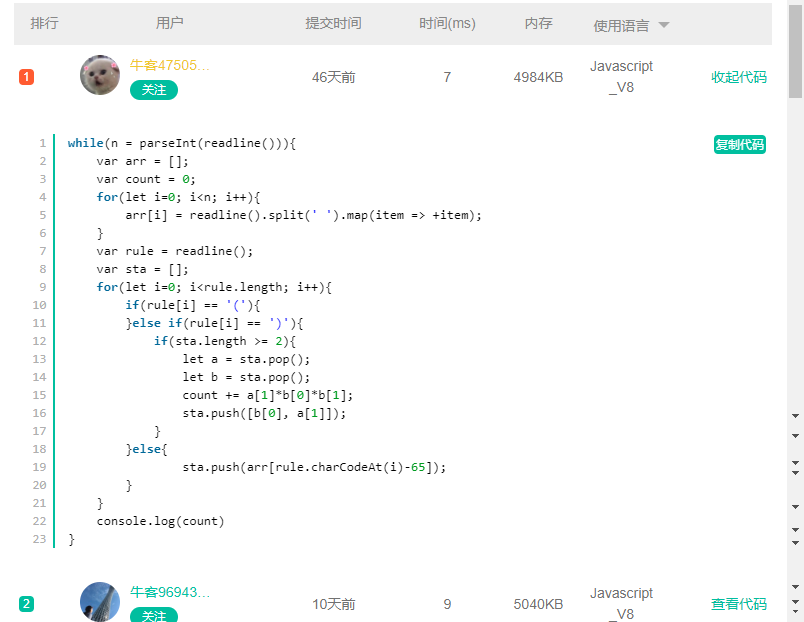 排行 用户 提交时间 时间(ms) 内存 使用语言
1 牛客47505... 关注 46天前 7 4984KB Javascript_V8 收起代码
复制代码
1 while(n = parseInt(readline())){
2 var arr = [];
3 var count = 0;
4 for(let i=0; i<n; i++){
5 arr[i] = readline().split(' ').map(item => +item);
6 }
7 var rule = readline();
8 var sta = [];
9 for(let i=0; i<rule.length; i++){
10 if(rule[i] == '('){
11 }else if(rule[i] == ')'){
12 if(sta.length >= 2){
13 let a = sta.pop();
14 let b = sta.pop();
15 count += a[1]*b[0]*b[1];
16 sta.push([b[0], a[1]]);
17 }
18 }else{
19 sta.push(arr[rule.charCodeAt(i)-65]);
20 }
21 }
22 console.log(count)
23 }
2 牛客96943... 关注 10天前 9 5040KB Javascript_V8 查看代码